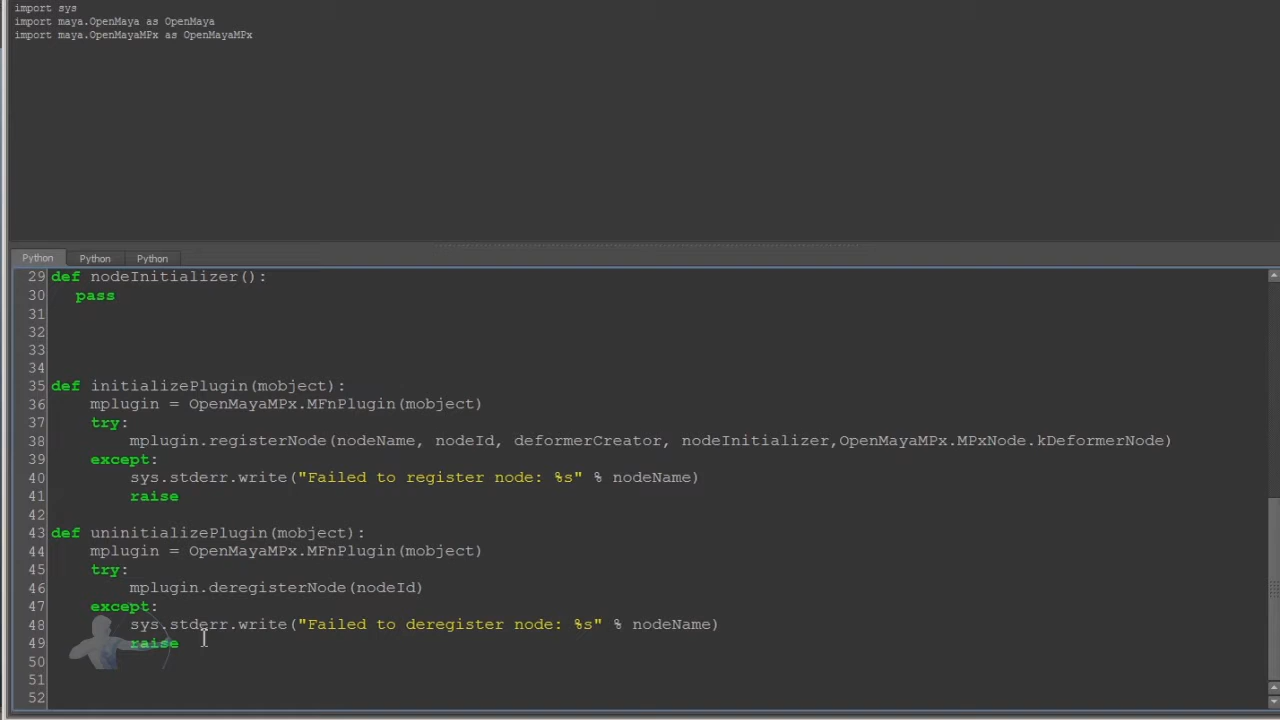 import sys
import maya.OpenMaya as OpenMaya
import maya.OpenMayaMPx as OpenMayaMPx
Python Python Python
29 def nodeInitializer():
30 pass
31
32
33
34
35 def initializePlugin(mobject):
36 mplugin = OpenMayaMPx.MFnPlugin(mobject)
37 try:
38 mplugin.registerNode(nodeName, nodeId, deformerCreator, nodeInitializer,OpenMayaMPx.MPxNode.kDeformerNode)
39 except:
40 sys.stderr.write("Failed to register node: %s" % nodeName)
41 raise
42
43 def uninitializePlugin(mobject):
44 mplugin = OpenMayaMPx.MFnPlugin(mobject)
45 try:
46 mplugin.deregisterNode(nodeId)
47 except:
48 sys.stderr.write("Failed to deregister node: %s" % nodeName)
49 raise
50
51
52